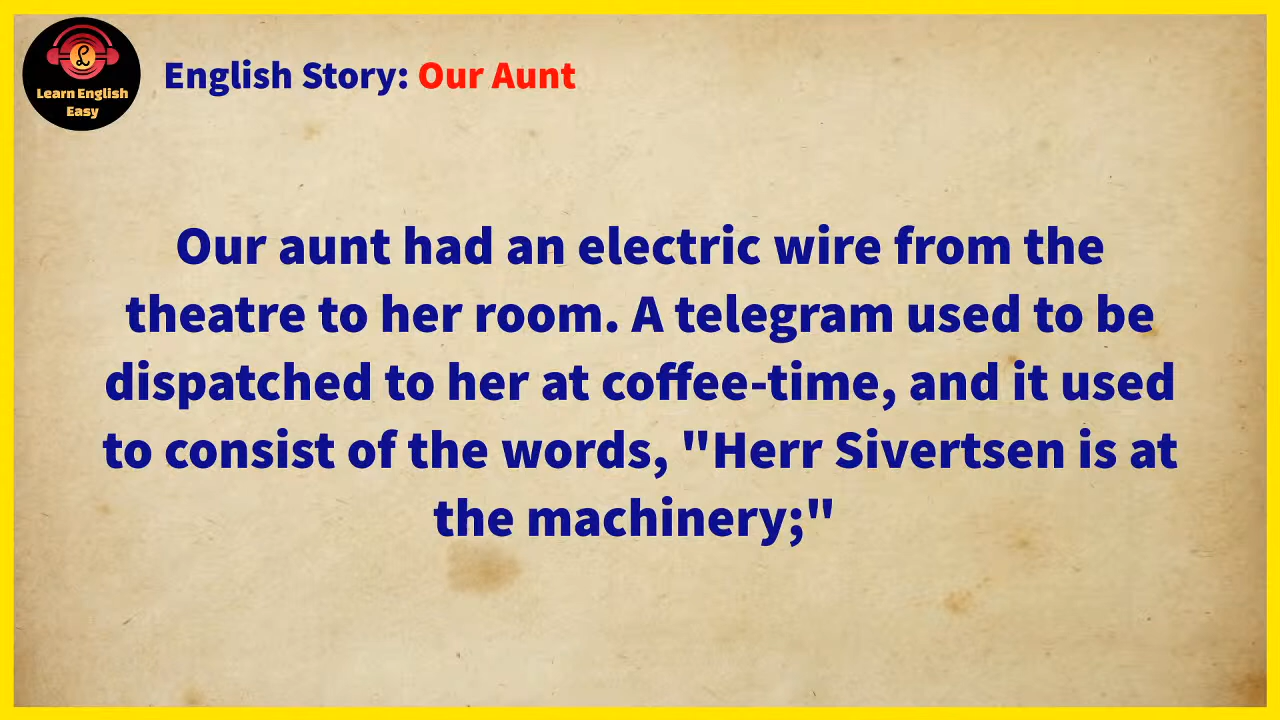 Learn English
Easy
English Story: Our Aunt
Our aunt had an electric wire from the
theatre to her room. A telegram used to be
dispatched to her at coffee-time, and it used
to consist of the words, "Herr Sivertsen is at
the machinery;"